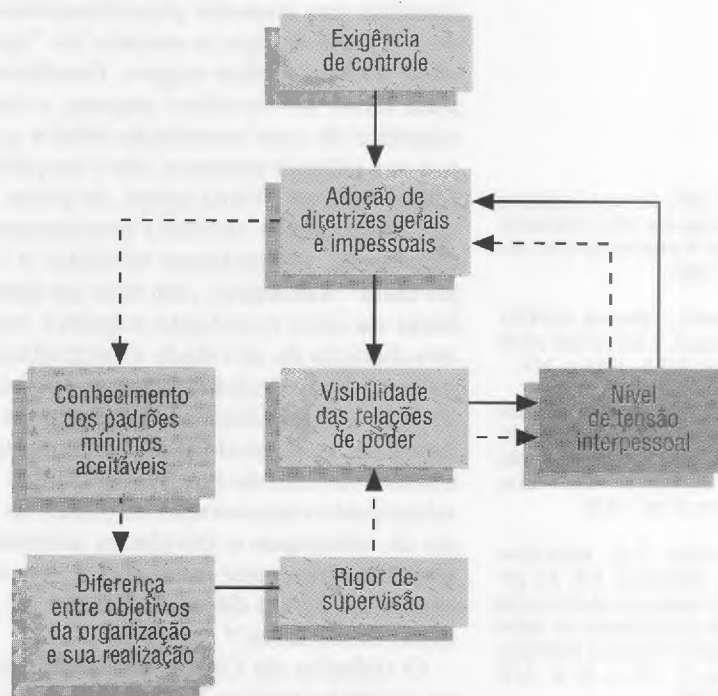 Exigência
de controle
Adoção de
diretrizes gerais
e impessoais
Conhecimento
dos padrões
mínimos
aceitáveis
Visibilidade
das relações
de poder
Nível
de tensão
interpessoal
Diferença
entre objetivos
da organização
e sua realização
Rigor de
supervisão